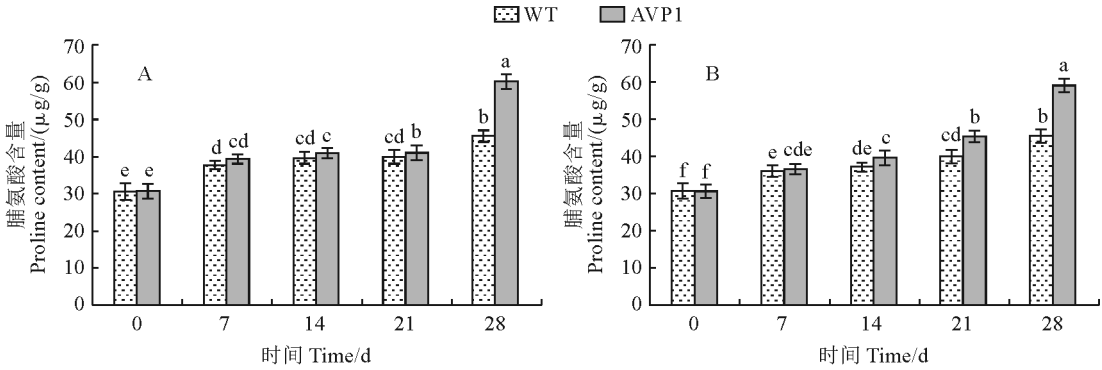 WT AVP1
A
脯氨酸含量
Proline content/(μg/g)
70
60
50
40
30
20
10
0
e e d cd cd c cd b b a
0 7 14 21 28
时间 Time/d
B
脯氨酸含量
Proline content/(μg/g)
70
60
50
40
30
20
10
0
f f e cde de c cd b b a
0 7 14 21 28
时间 Time/d